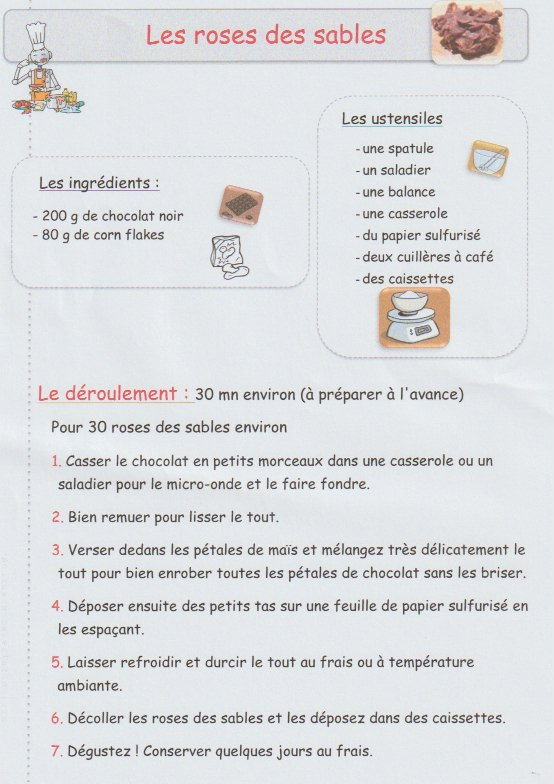 Les roses des sables
Les ustensiles
- une spatule
- un saladier
- une balance
- une casserole
- du papier sulfurisé
- deux cuillères à café
- des caissettes
Les ingrédients :
- 200 g de chocolat noir
- 80 g de corn flakes
Le déroulement : 30 mn environ (à préparer à l'avance)
Pour 30 roses des sables environ
1. Casser le chocolat en petits morceaux dans une casserole ou un
saladier pour le micro-onde et le faire fondre.
2. Bien remuer pour lisser le tout.
3. Verser dedans les pétales de maïs et mélangez très délicatement le
tout pour bien enrober toutes les pétales de chocolat sans les briser.
4. Déposer ensuite des petits tas sur une feuille de papier sulfurisé en
les espaçant.
5. Laisser refroidir et durcir le tout au frais ou à température
ambiante.
6. Décoller les roses des sables et les déposez dans des caissettes.
7. Dégustez ! Conserver quelques jours au frais.